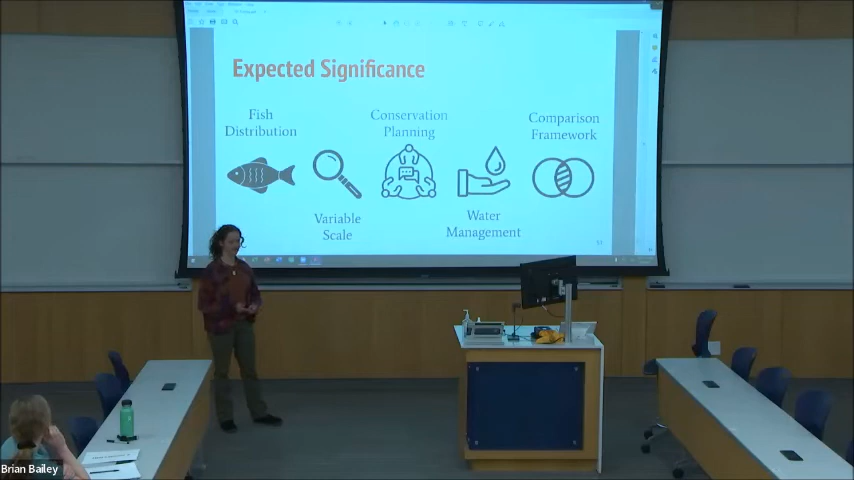 Expected Significance
Fish
Distribution
Conservation
Planning
Comparison
Framework
Variable
Scale
Water
Management
Brian Bailey